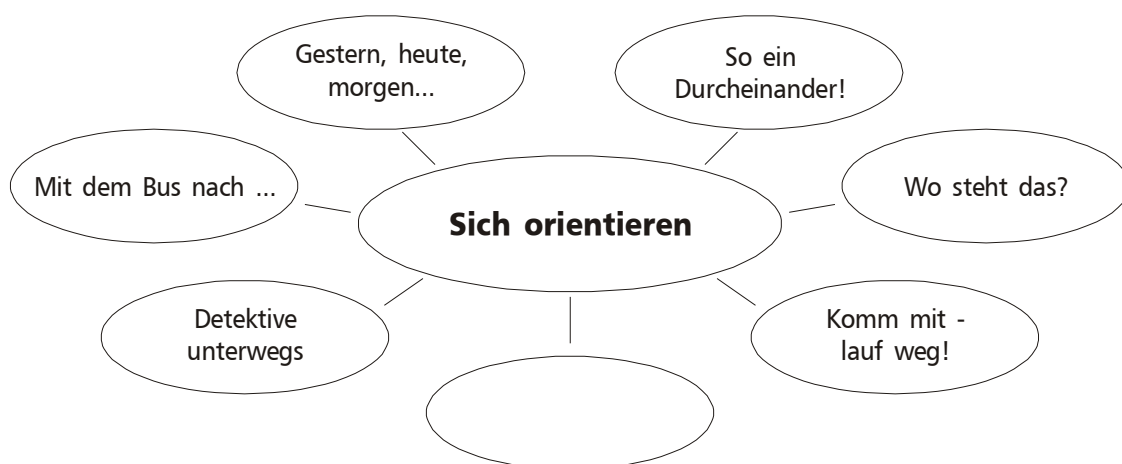 Gestern, heute,
morgen...
So ein
Durcheinander!
Mit dem Bus nach ...
Wo steht das?
Sich orientieren
Detektive
unterwegs
Komm mit -
lauf weg!